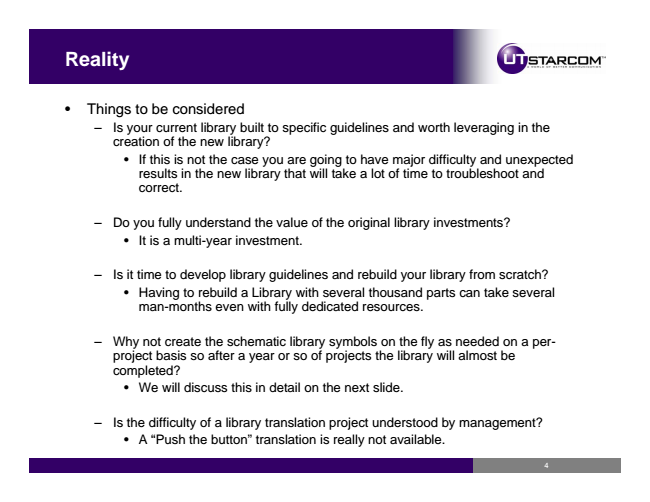 Reality
UTSTARCOM™
• Things to be considered
– Is your current library built to specific guidelines and worth leveraging in the
creation of the new library?
• If this is not the case you are going to have major difficulty and unexpected
results in the new library that will take a lot of time to troubleshoot and
correct.
– Do you fully understand the value of the original library investments?
• It is a multi-year investment.
– Is it time to develop library guidelines and rebuild your library from scratch?
• Having to rebuild a Library with several thousand parts can take several
man-months even with fully dedicated resources.
– Why not create the schematic library symbols on the fly as needed on a per-
project basis so after a year or so of projects the library will almost be
completed?
• We will discuss this in detail on the next slide.
– Is the difficulty of a library translation project understood by management?
• A “Push the button” translation is really not available.
4